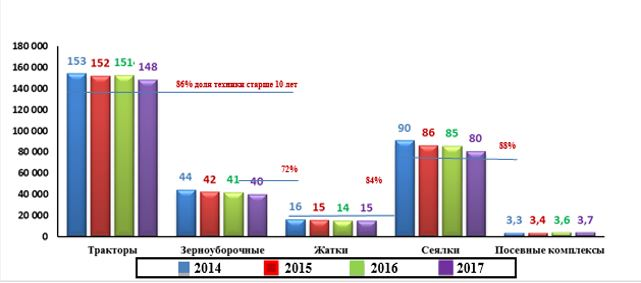 180 000
160 000
140 000
120 000
100 000
80 000
60 000
40 000
20 000
0
153 152 151 148
86% доля техники старше 10 лет
44 42 41 40
72%
16 15 14 15
84%
90 86 85 80
88%
3,3 3,4 3,6 3,7
Тракторы Зерноуборочные Жатки Сеялки Посевные комплексы
2014 2015 2016 2017